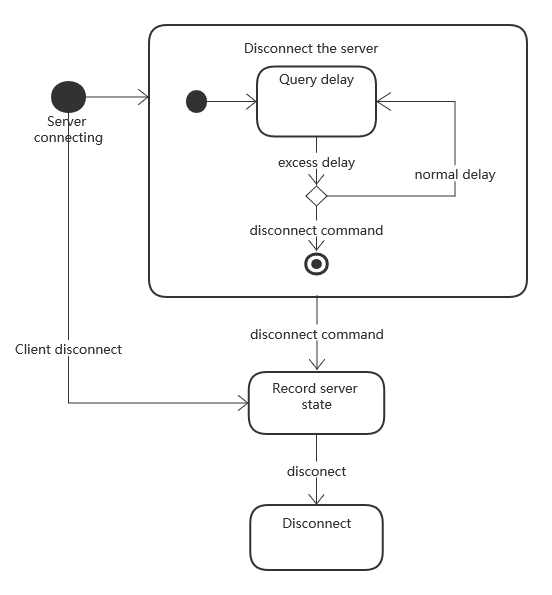 Disconnect the server
Query delay
Server
connecting
excess delay
normal delay
disconnect command
disconnect command
Client disconnect
Record server
state
disconect
Disconnect